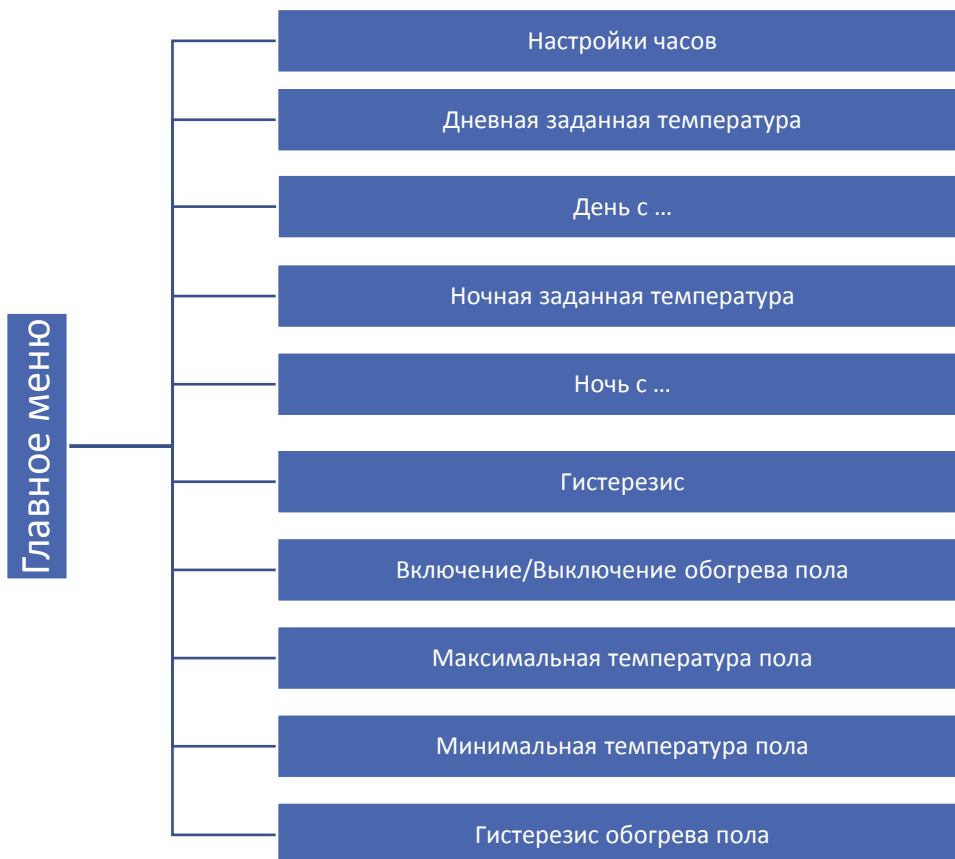 Главное меню
Настройки часов
Дневная заданная температура
День с ...
Ночная заданная температура
Ночь с ...
Гистерезис
Включение/Выключение обогрева пола
Максимальная температура пола
Минимальная температура пола
Гистерезис обогрева пола